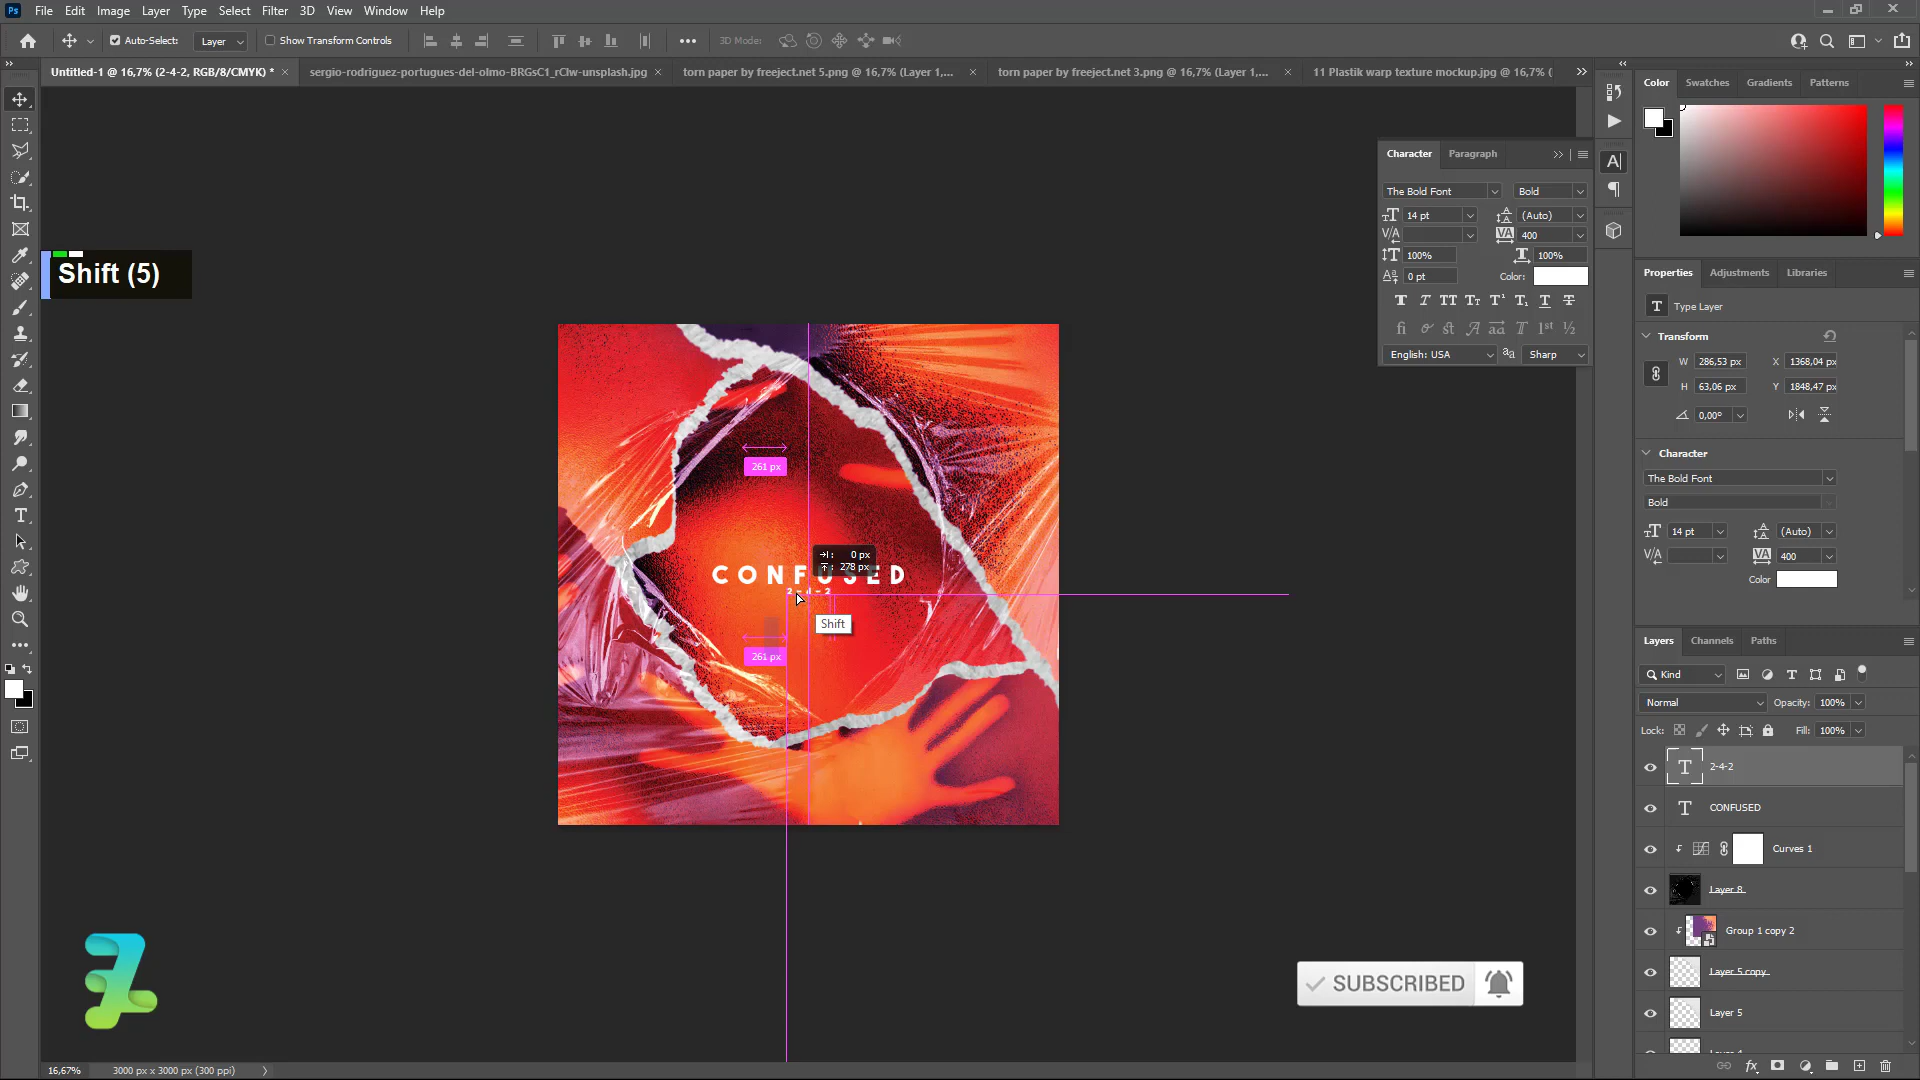 Ps File Edit Image Layer Type Select Filter 3D View Window Help
Auto-Select: Layer Show Transform Controls 3D Mode:
Untitled-1 @ 16,7% (2-4-2, RGB/8/CMYK) * sergio-rodriguez-portugues-del-olmo-BRGsC1_rClw-unsplash.jpg torn paper by freeject.net 5.png @ 16,7% (Layer 1,... torn paper by freeject.net 3.png @ 16,7% (Layer 1,... 11 Plastik warp texture mockup.jpg @ 16,7% (
Shift (5)
261 px
0 px
278 px
CONFUSED
2-4-2
Shift
261 px
SUBSCRIBED
16,67% 3000 px x 3000 px (300 ppi)
Character Paragraph
The Bold Font Bold
14 pt (Auto)
400
100% 100%
0 pt Color:
English: USA Sharp
Color Swatches Gradients Patterns
Properties Adjustments Libraries
Type Layer
Transform
W 286,53 px X 1368,04 px
H 63,06 px Y 1848,47 px
0,00°
Character
The Bold Font
Bold
14 pt (Auto)
400
Color
Layers Channels Paths
Kind
Normal Opacity: 100%
Lock: Fill: 100%
2-4-2
CONFUSED
Curves 1
Layer 8
Group 1 copy 2
Layer 5 copy
Layer 5